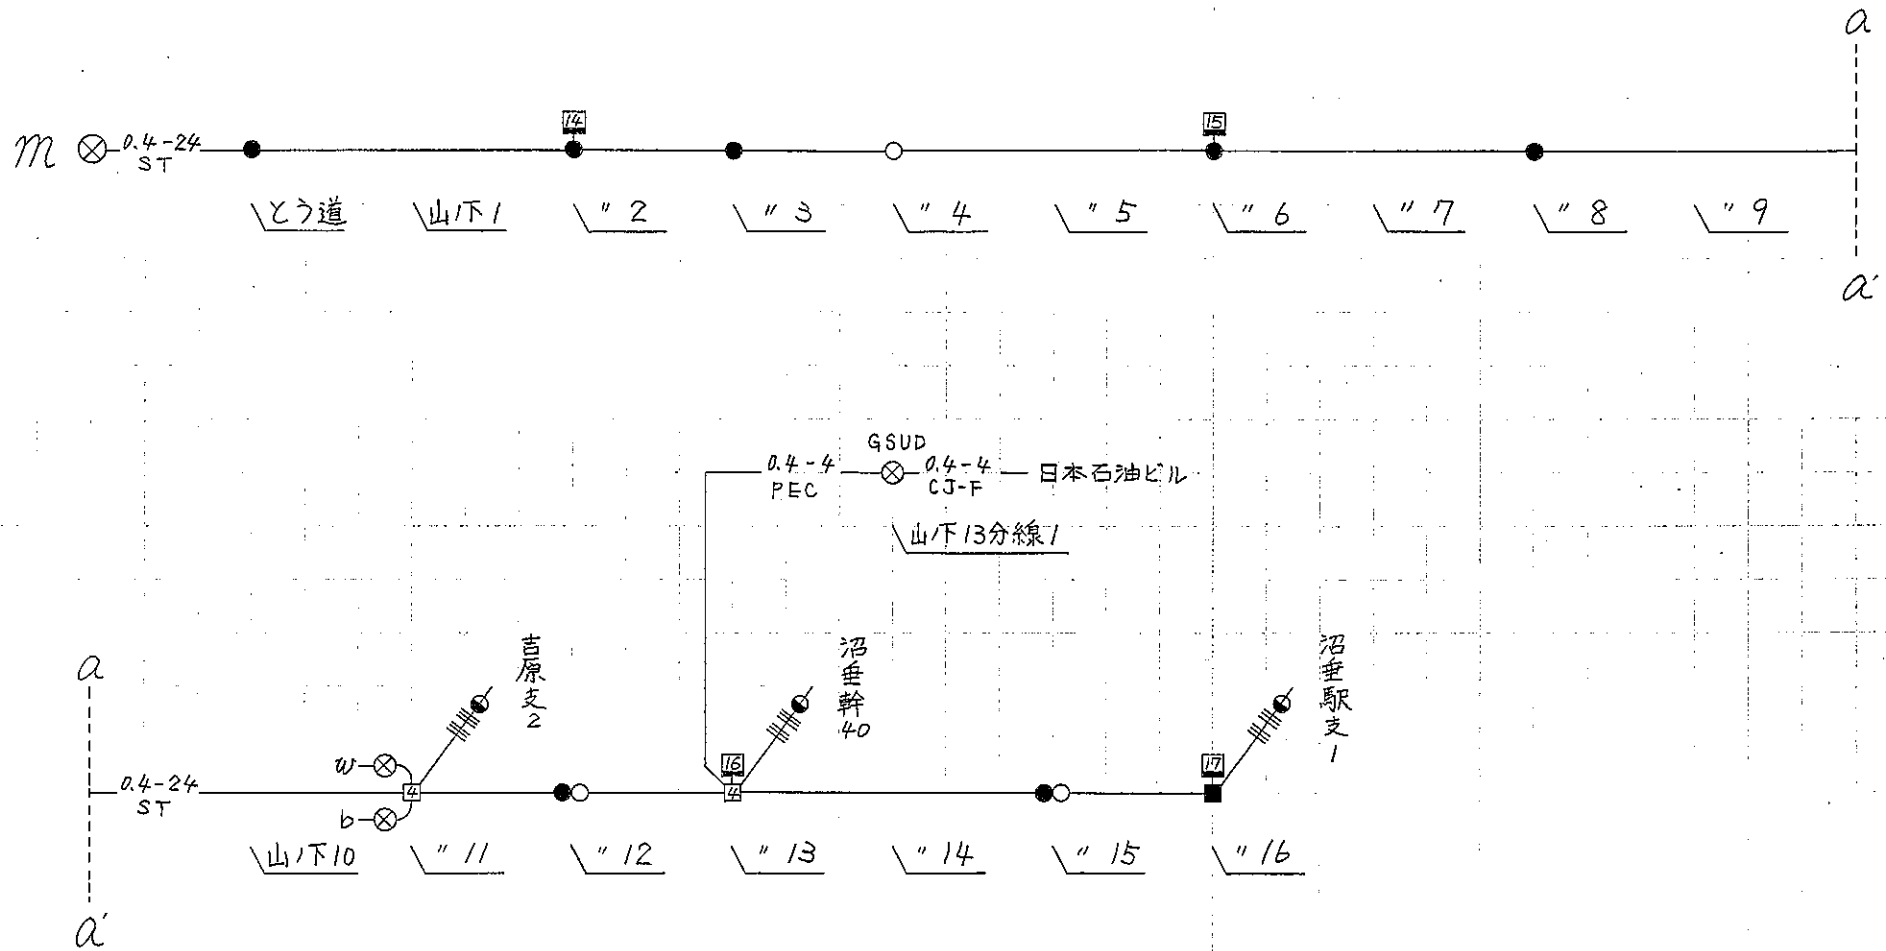 a
14
15
m 0.4-24
ST
とう道 山ノ下1 〃2 〃3 〃4 〃5 〃6 〃7 〃8 〃9
a'
GSUD
0.4-4
PEC
0.4-4
CJ-F
日本石油ビル
山ノ下13分線1
吉原支2
沼垂幹40
沼垂駅支1
a
w
16
17
0.4-24
ST
4
4
b
山ノ下10 〃11 〃12 〃13 〃14 〃15 〃16
a'